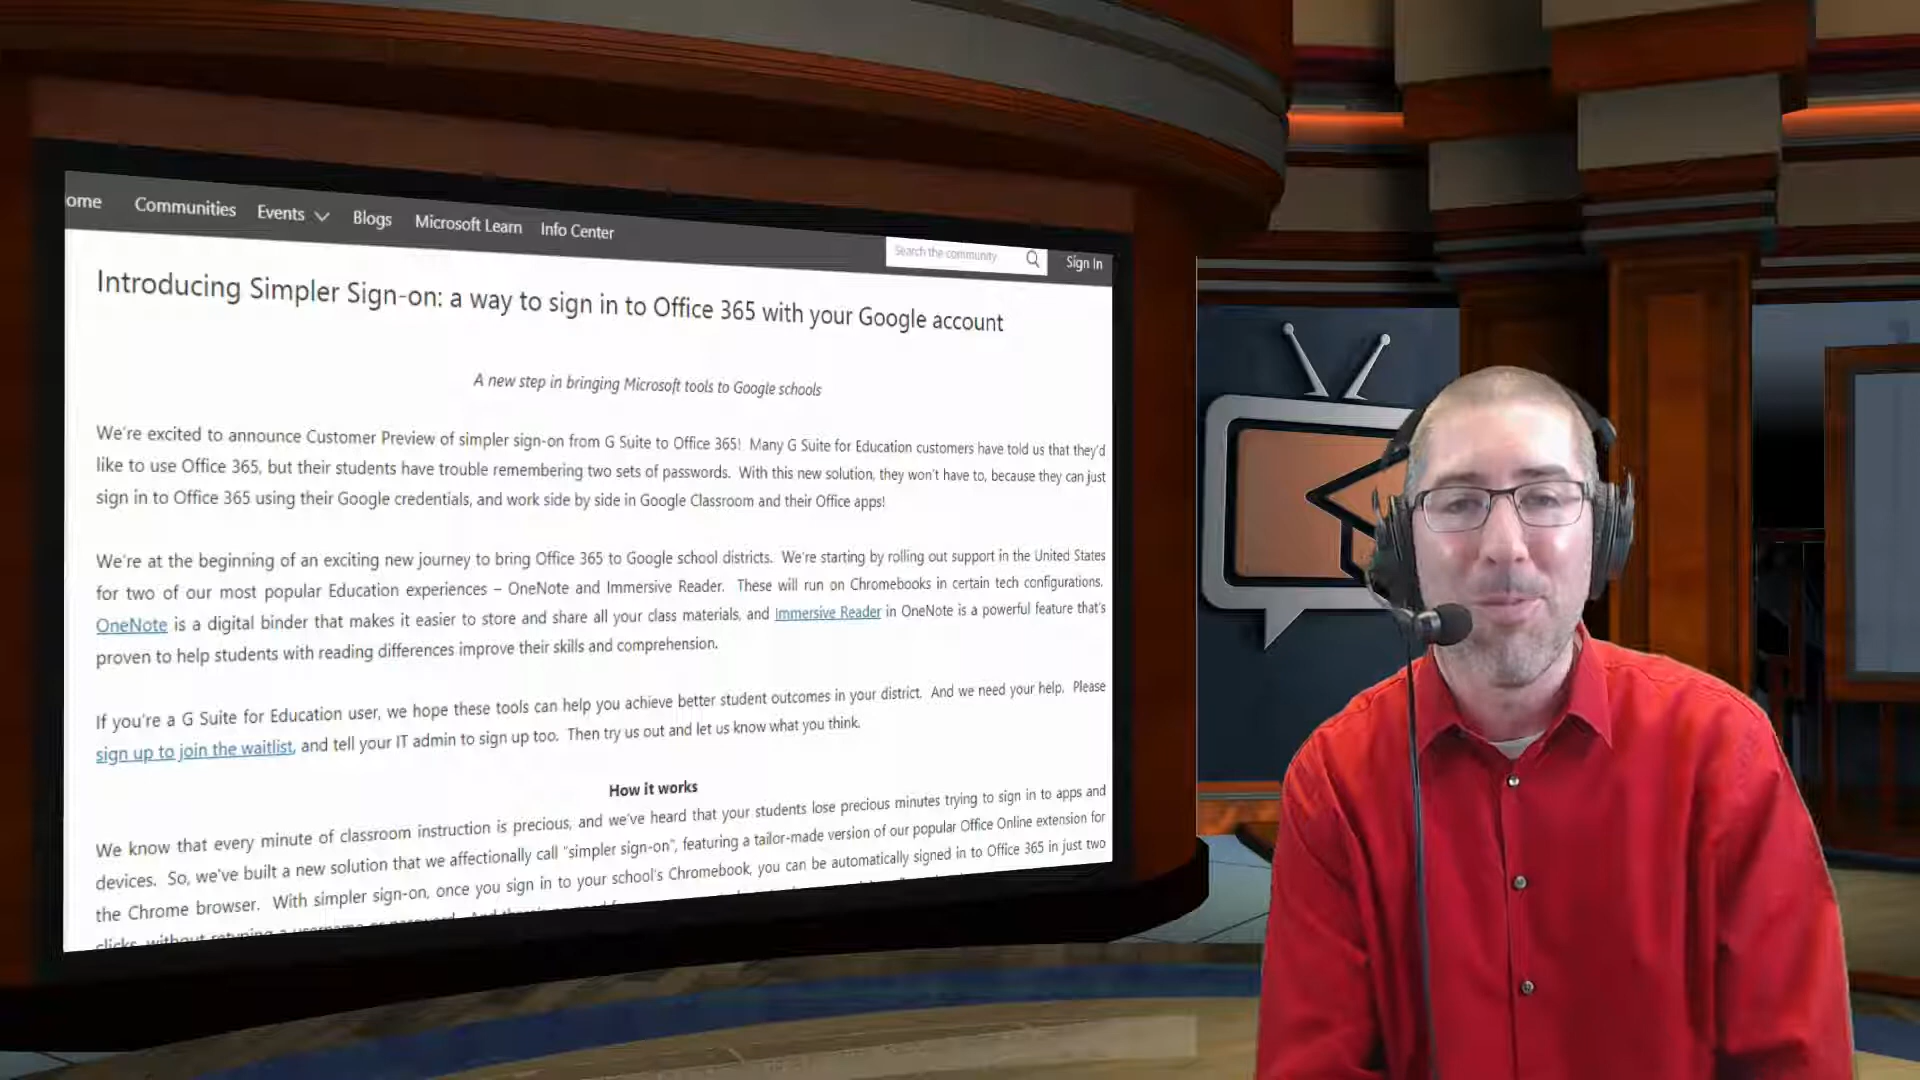 ome Communities Events Blogs Microsoft Learn Info Center
Search the community Sign In
Introducing Simpler Sign-on: a way to sign in to Office 365 with your Google account
A new step in bringing Microsoft tools to Google schools
We're excited to announce Customer Preview of simpler sign-on from G Suite to Office 365! Many G Suite for Education customers have told us that they'd
like to use Office 365, but their students have trouble remembering two sets of passwords. With this new solution, they won't have to, because they can just
sign in to Office 365 using their Google credentials, and work side by side in Google Classroom and their Office apps!
We're at the beginning of an exciting new journey to bring Office 365 to Google school districts. We're starting by rolling out support in the United States
for two of our most popular Education experiences – OneNote and Immersive Reader. These will run on Chromebooks in certain tech configurations.
OneNote is a digital binder that makes it easier to store and share all your class materials, and Immersive Reader in OneNote is a powerful feature that's
proven to help students with reading differences improve their skills and comprehension.
If you're a G Suite for Education user, we hope these tools can help you achieve better student outcomes in your district. And we need your help. Please
sign up to join the waitlist, and tell your IT admin to sign up too. Then try us out and let us know what you think.
How it works
We know that every minute of classroom instruction is precious, and we've heard that your students lose precious minutes trying to sign in to apps and
devices. So, we've built a new solution that we affectionally call "simpler sign-on", featuring a tailor-made version of our popular Office Online extension for
the Chrome browser. With simpler sign-on, once you sign in to your school's Chromebook, you can be automatically signed in to Office 365 in just two
clicks, without retyping a username or password.